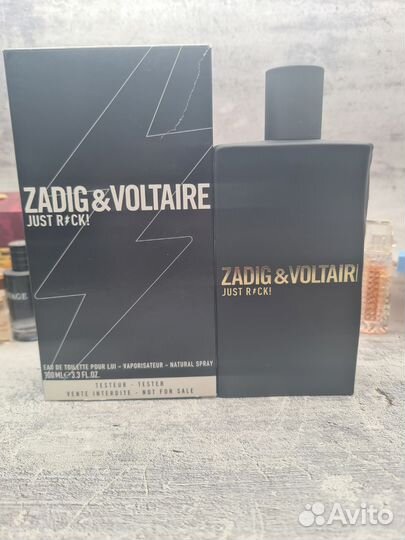 ZADIG & VOLTAIRE
JUST R⚡CK!
EAU DE TOILETTE POUR LUI - VAPORISATEUR - NATURAL SPRAY
100 ML℮3.3 FL.OZ.
TESTEUR - TESTER
VENTE INTERDITE - NOT FOR SALE
ZADIG & VOLTAIR
JUST R⚡CK!
Avito